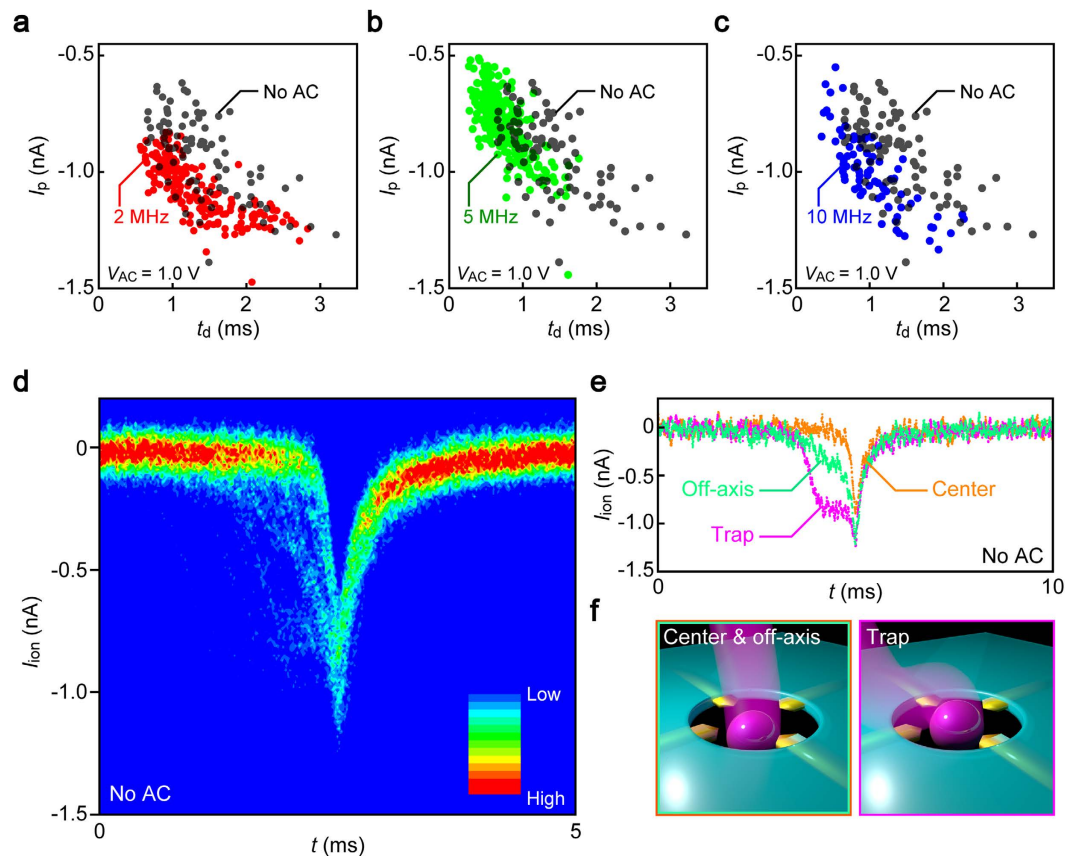 a
-0.5
-1.0
-1.5
Ip (nA)
No AC
2 MHz
VAC = 1.0 V
0 1 2 3
td (ms)
b
-0.5
-1.0
-1.5
Ip (nA)
No AC
5 MHz
VAC = 1.0 V
0 1 2 3
td (ms)
c
-0.5
-1.0
-1.5
Ip (nA)
No AC
10 MHz
VAC = 1.0 V
0 1 2 3
td (ms)
d
0
-0.5
-1.0
-1.5
Iion (nA)
Low
High
No AC
0 5
t (ms)
e
0
-0.5
-1.0
-1.5
Iion (nA)
Off-axis
Center
Trap
No AC
0 10
t (ms)
f
Center & off-axis
Trap